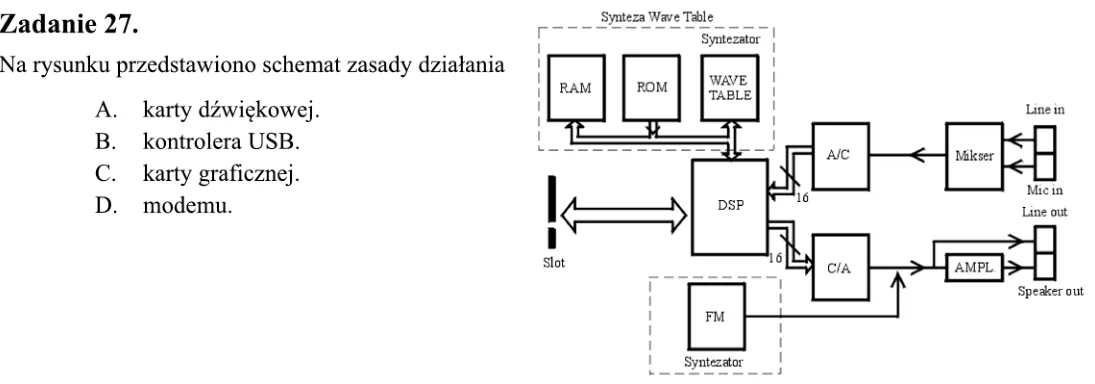 Zadanie 27.
Na rysunku przedstawiono schemat zasady działania
A. karty dźwiękowej.
B. kontrolera USB.
C. karty graficznej.
D. modemu.
Synteza Wave Table
Syntezator
RAM
ROM
WAVE
TABLE
Line in
A/C
Mikser
Mic in
16
DSP
Line out
Slot
16
C/A
AMPL.
Speaker out
FM
Syntezator